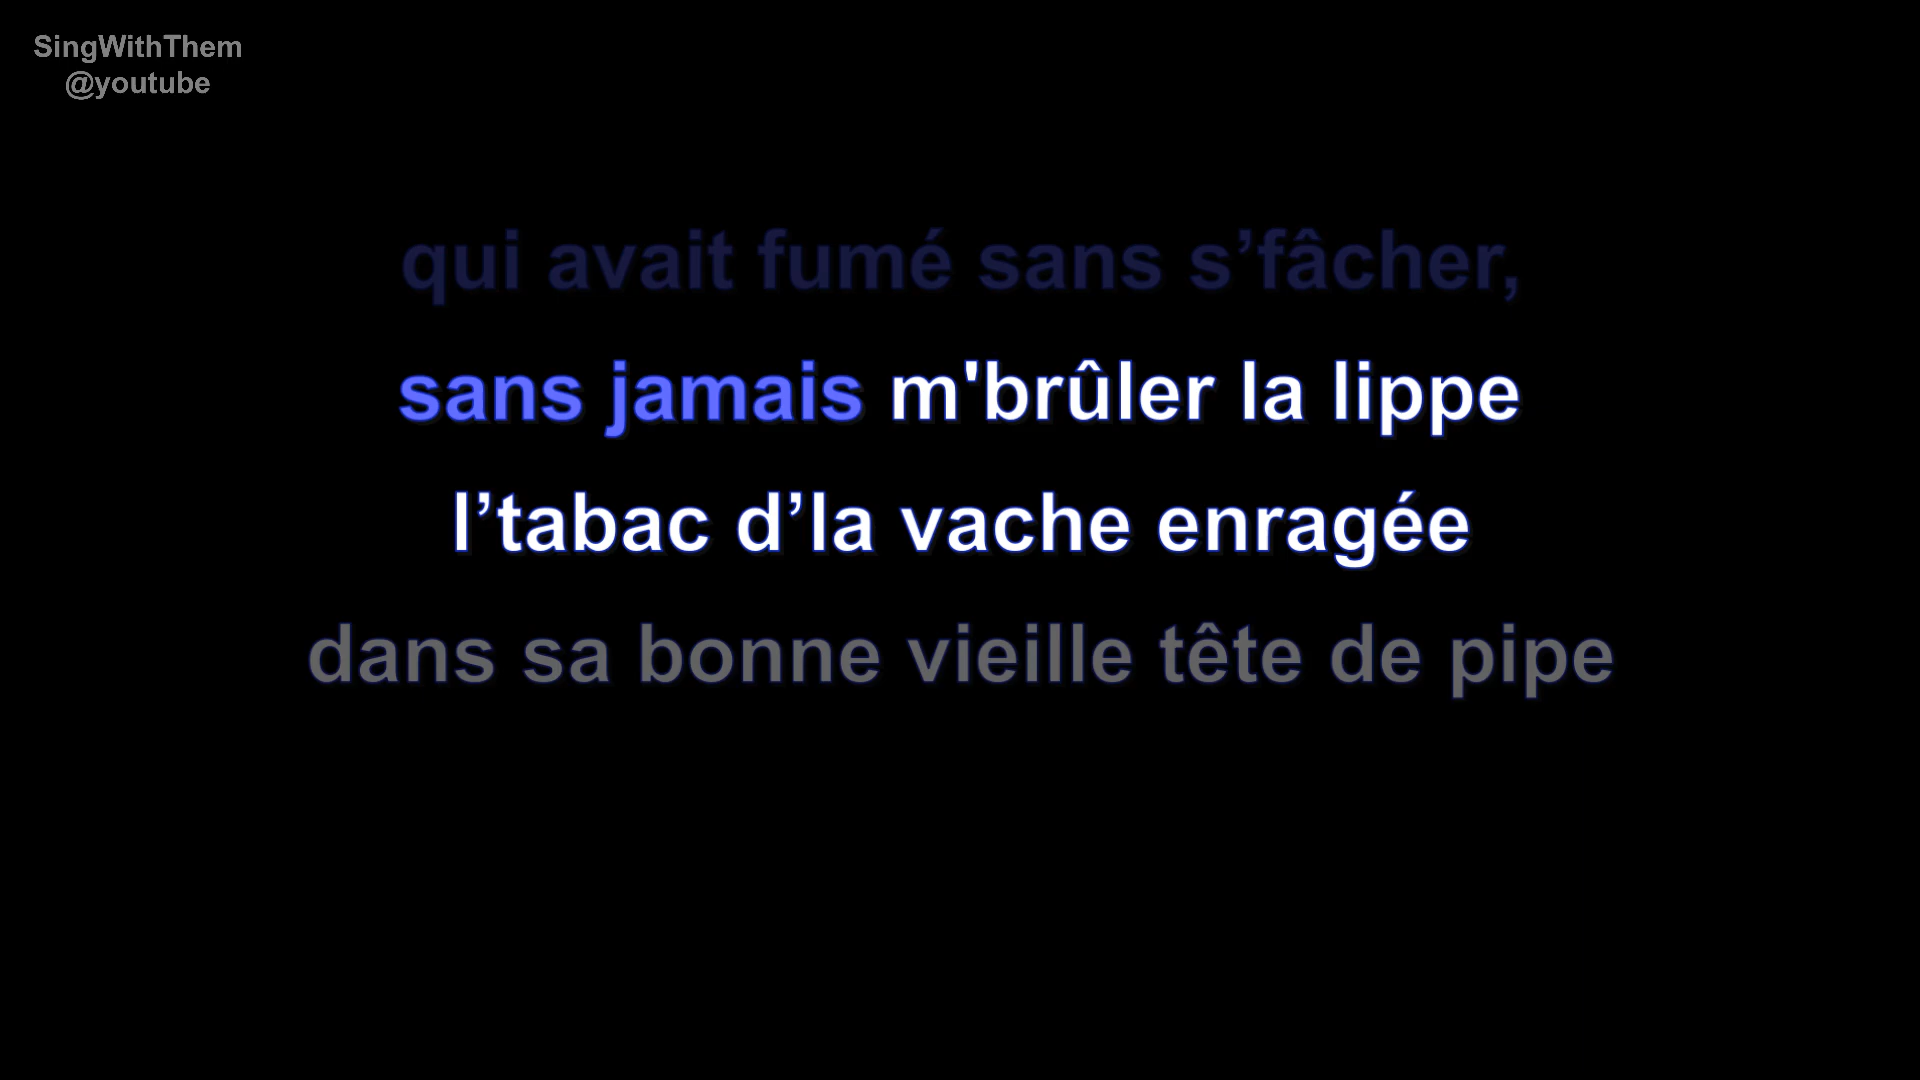 SingWithThem
@youtube
qui avait fumé sans s’fâcher,
sans jamais m'brûler la lippe
l’tabac d’la vache enragée
dans sa bonne vieille tête de pipe